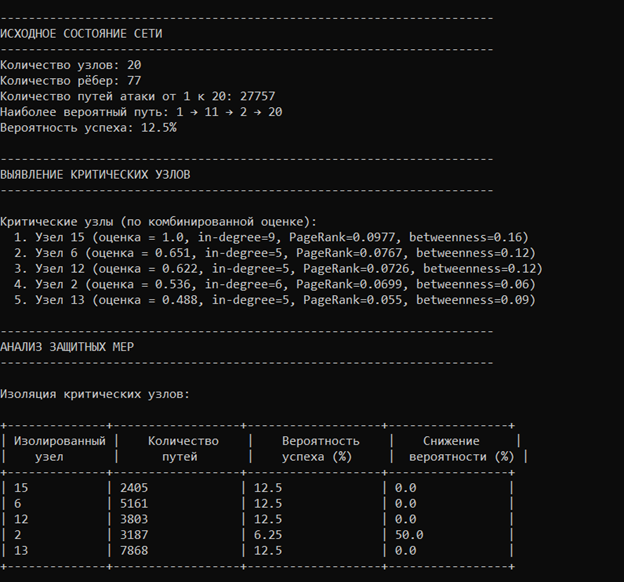 --------------------------------------------------------------------
ИСХОДНОЕ СОСТОЯНИЕ СЕТИ
--------------------------------------------------------------------
Количество узлов: 20
Количество рёбер: 77
Количество путей атаки от 1 к 20: 27757
Наиболее вероятный путь: 1 → 11 → 2 → 20
Вероятность успеха: 12.5%
--------------------------------------------------------------------
ВЫЯВЛЕНИЕ КРИТИЧЕСКИХ УЗЛОВ
--------------------------------------------------------------------
Критические узлы (по комбинированной оценке):
1. Узел 15 (оценка = 1.0, in-degree=9, PageRank=0.0977, betweenness=0.16)
2. Узел 6 (оценка = 0.651, in-degree=5, PageRank=0.0767, betweenness=0.12)
3. Узел 12 (оценка = 0.622, in-degree=5, PageRank=0.0726, betweenness=0.12)
4. Узел 2 (оценка = 0.536, in-degree=6, PageRank=0.0699, betweenness=0.06)
5. Узел 13 (оценка = 0.488, in-degree=5, PageRank=0.055, betweenness=0.09)
--------------------------------------------------------------------
АНАЛИЗ ЗАЩИТНЫХ МЕР
--------------------------------------------------------------------
Изоляция критических узлов:
+-------------+-----------------+------------------+----------------+
| Изолированный | Количество | Вероятность | Снижение |
| узел | путей | успеха (%) | вероятности (%) |
+-------------+-----------------+------------------+----------------+
| 15 | 2405 | 12.5 | 0.0 |
| 6 | 5161 | 12.5 | 0.0 |
| 12 | 3803 | 12.5 | 0.0 |
| 2 | 3187 | 6.25 | 50.0 |
| 13 | 7868 | 12.5 | 0.0 |
+-------------+-----------------+------------------+----------------+